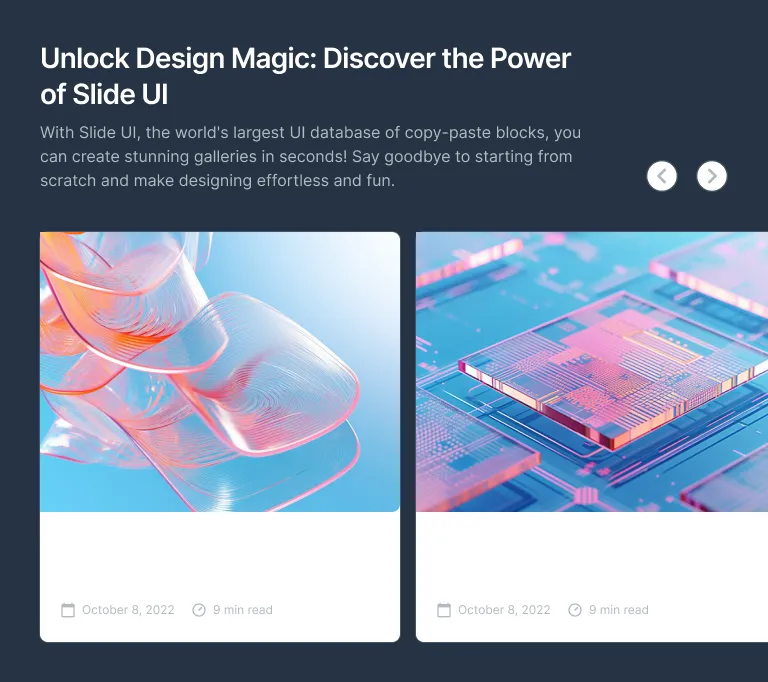 Unlock Design Magic: Discover the Power
of Slide UI
With Slide UI, the world's largest UI database of copy-paste blocks, you
can create stunning galleries in seconds! Say goodbye to starting from
scratch and make designing effortless and fun.
October 8, 2022 9 min read
October 8, 2022 9 min read